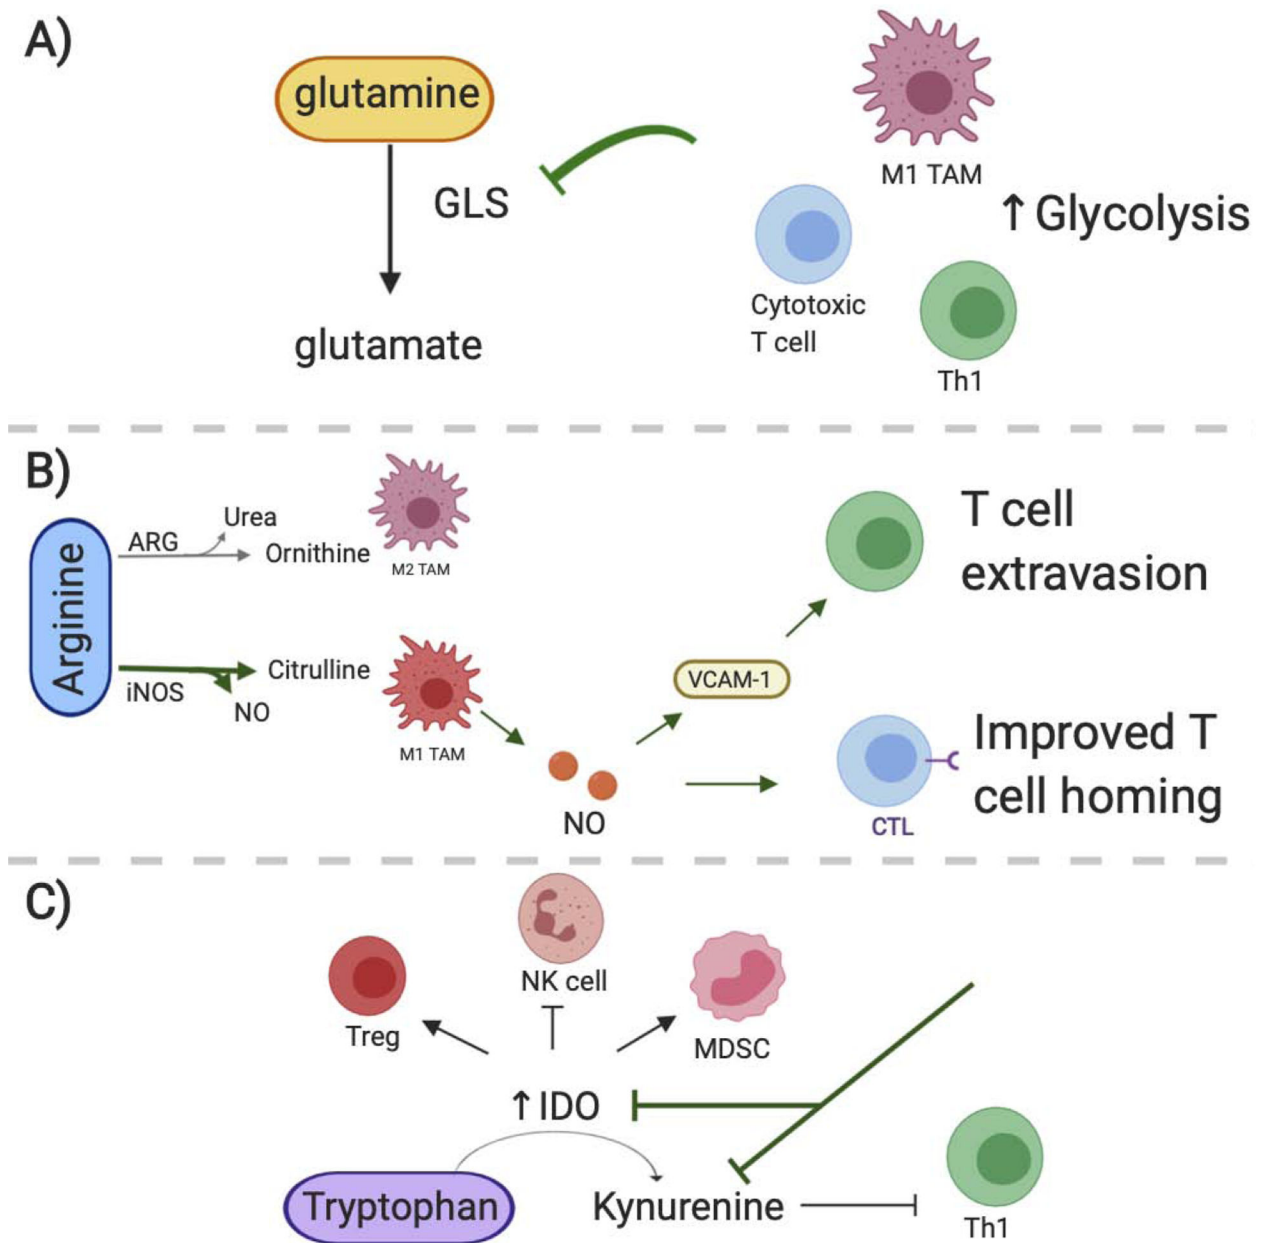 A)
glutamine
GLS
glutamate
M1 TAM
↑Glycolysis
Cytotoxic
T cell
Th1
B)
Arginine
ARG
Urea
Ornithine
M2 TAM
iNOS
Citrulline
NO
M1 TAM
NO
VCAM-1
T cell
extravasion
Improved T
cell homing
CTL
C)
Treg
NK cell
MDSC
↑IDO
Tryptophan
Kynurenine
Th1